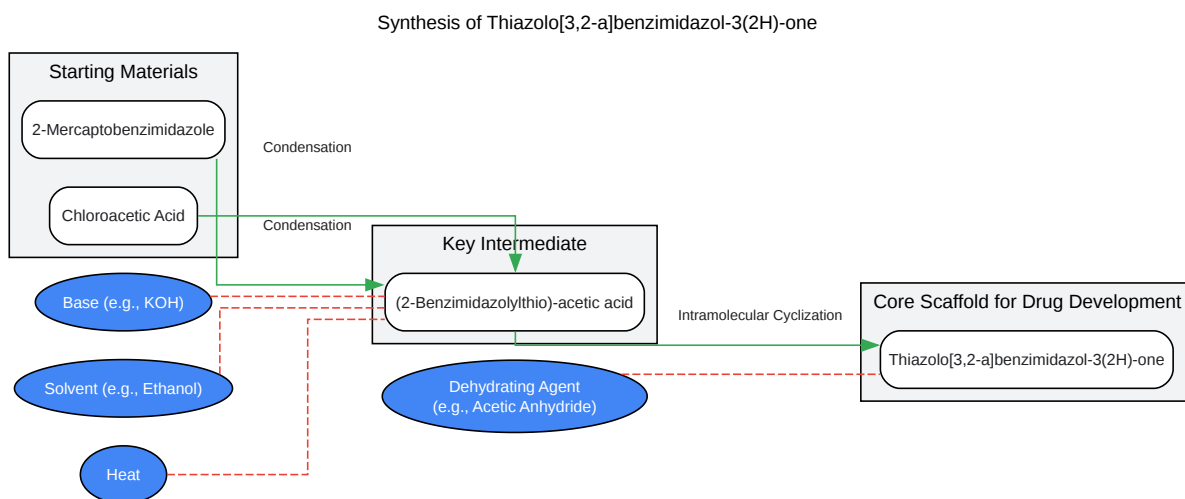 Synthesis of Thiazolo[3,2-a]benzimidazol-3(2H)-one
Starting Materials
2-Mercaptobenzimidazole
Condensation
Chloroacetic Acid
Condensation
Key Intermediate
Base (e.g., KOH)
(2-Benzimidazolylthio)-acetic acid
Core Scaffold for Drug Development
Intramolecular Cyclization
Thiazolo[3,2-a]benzimidazol-3(2H)-one
Solvent (e.g., Ethanol)
Dehydrating Agent
(e.g., Acetic Anhydride)
Heat